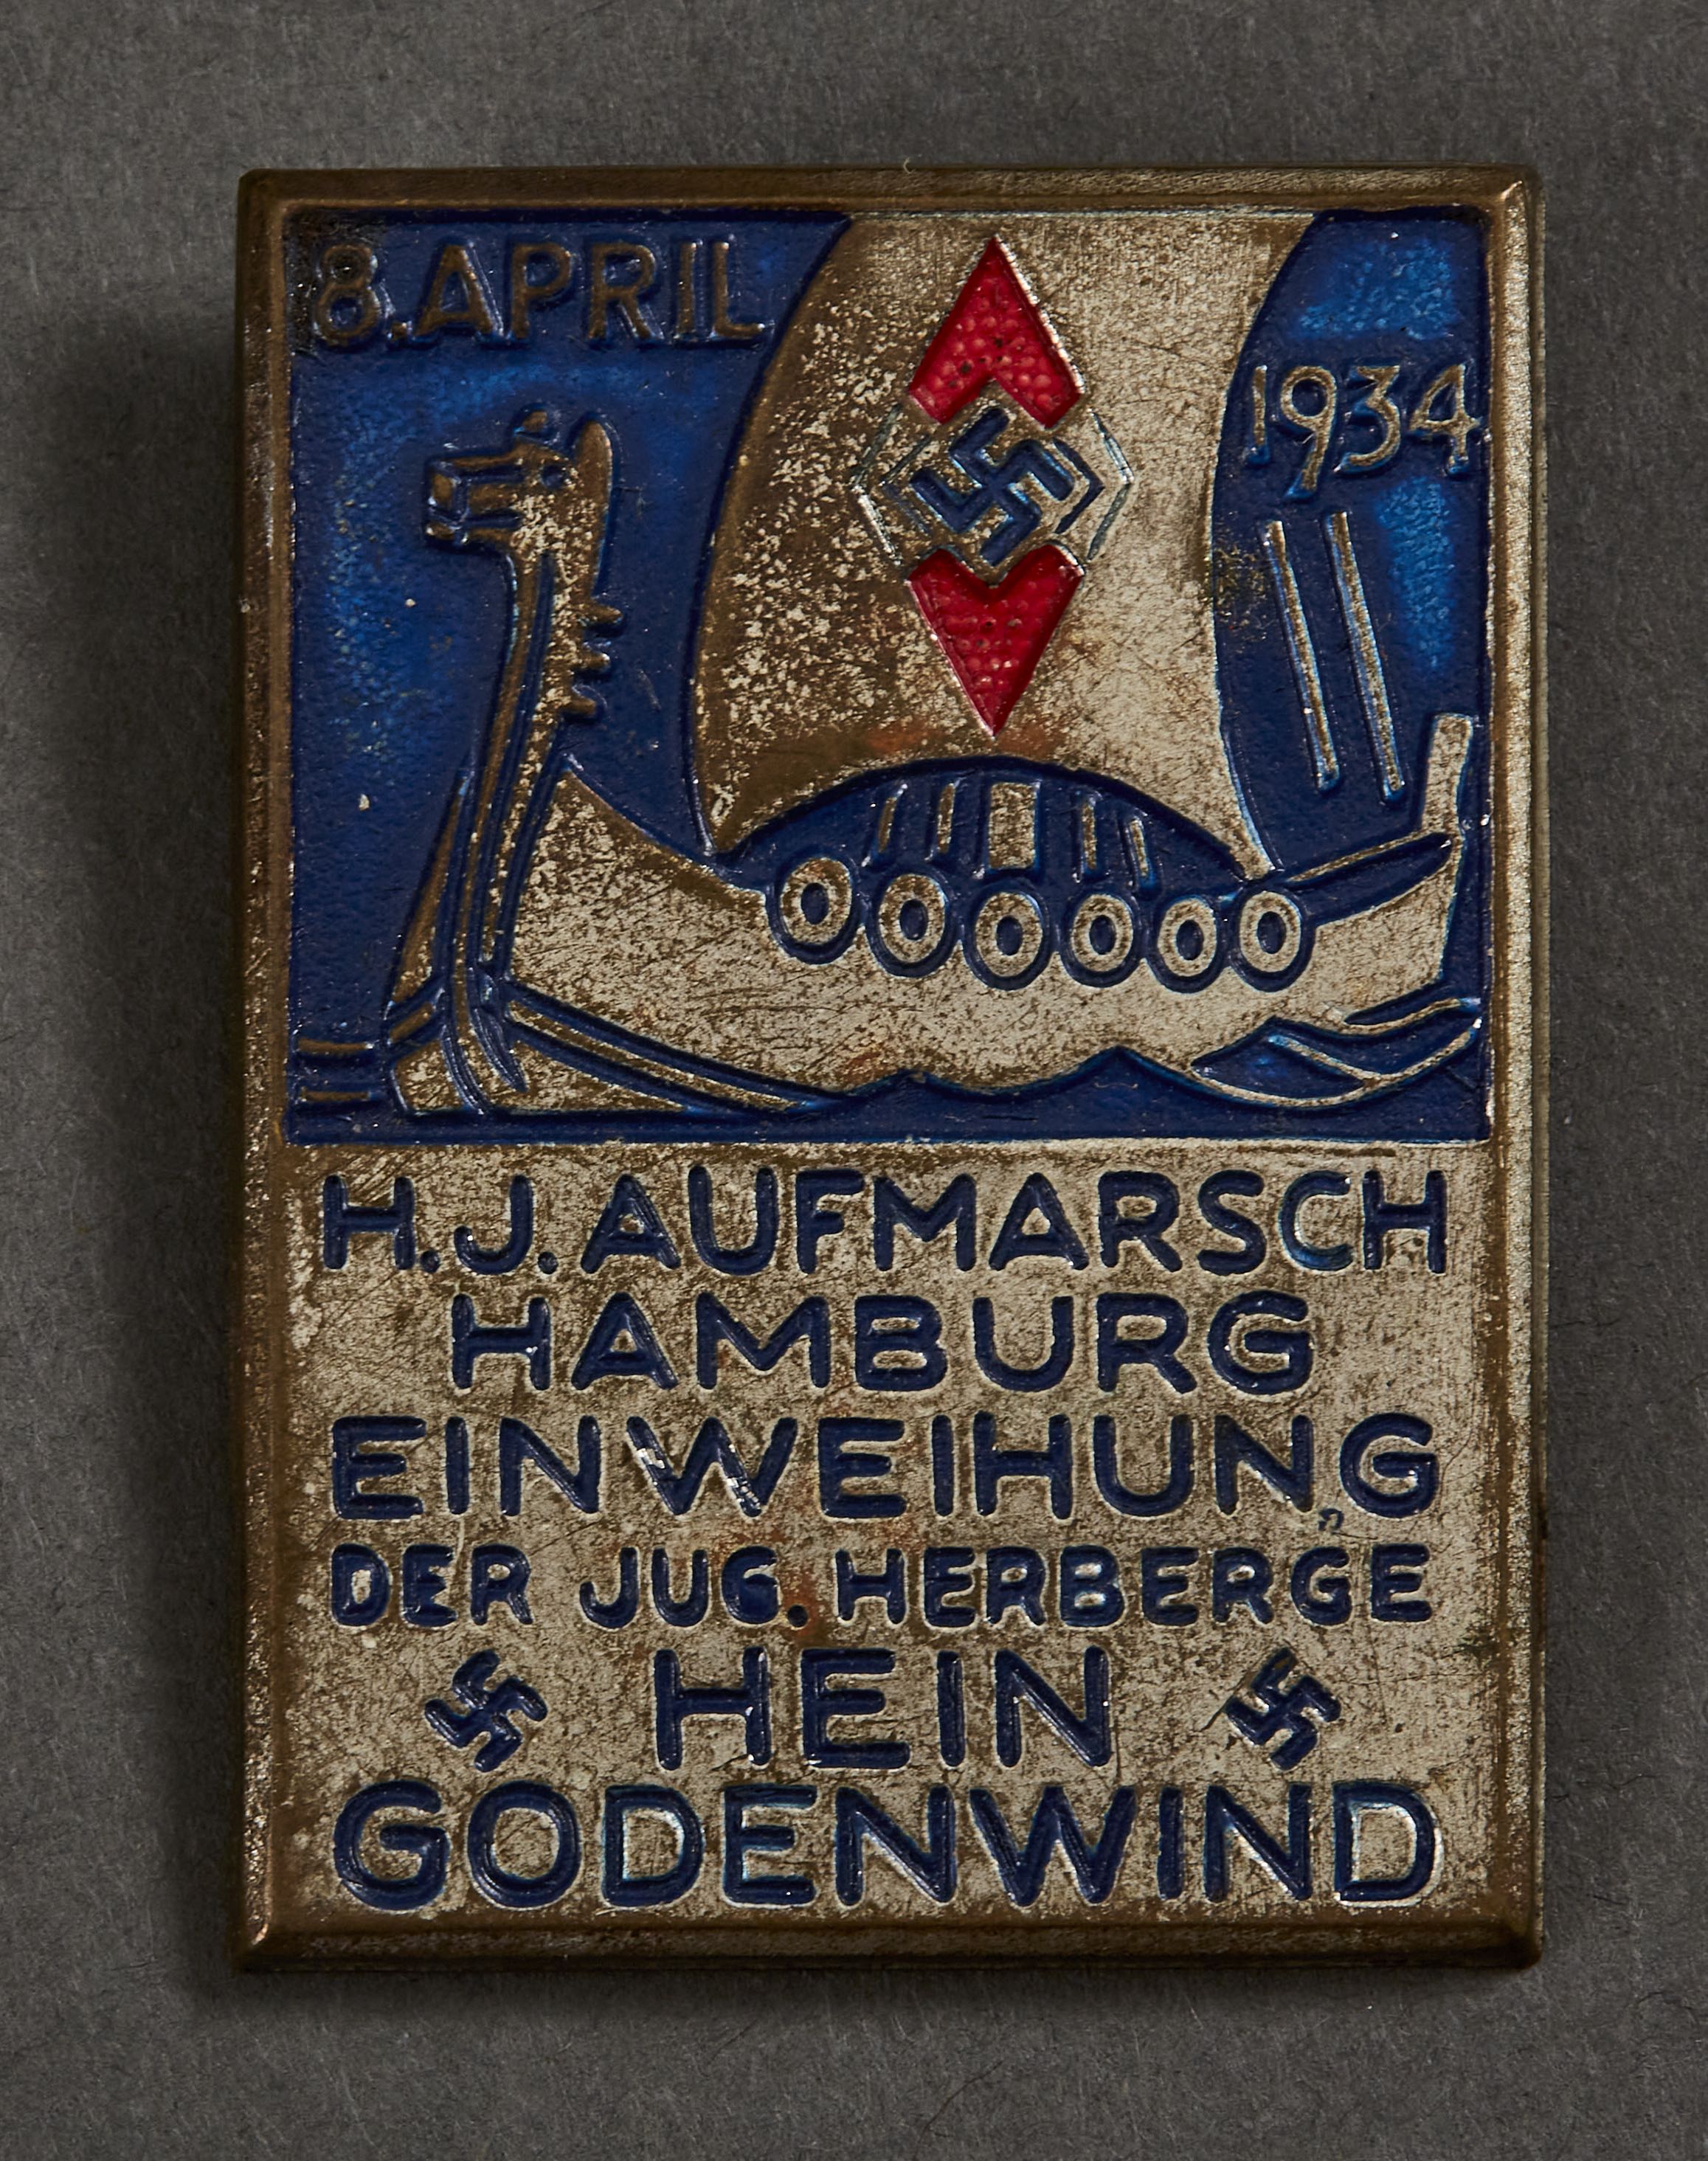 8.APRIL
1934
H.J.AUFMARSCH
HAMBURG
EINWEIHUNG
DER JUG. HERBERGE
HEIN
GODENWIND